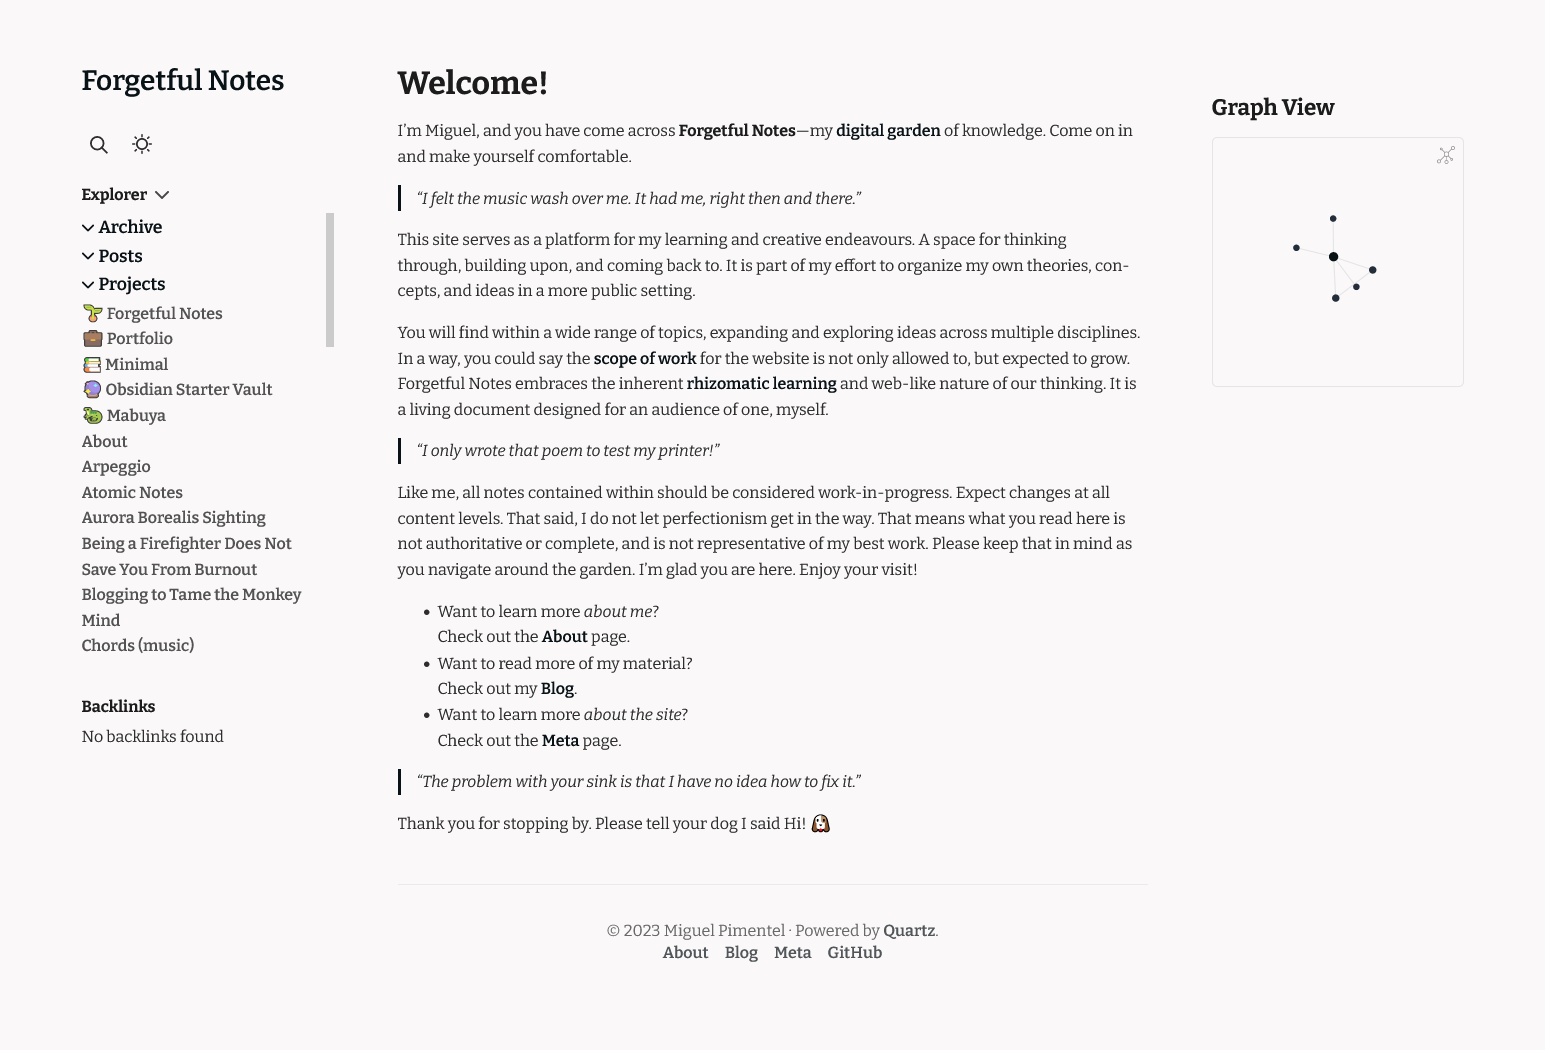 Forgetful Notes
Explorer
Archive
Posts
Projects
🌱 Forgetful Notes
💼 Portfolio
📚 Minimal
🔮 Obsidian Starter Vault
🦎 Mabuya
About
Arpeggio
Atomic Notes
Aurora Borealis Sighting
Being a Firefighter Does Not
Save You From Burnout
Blogging to Tame the Monkey
Mind
Chords (music)
Backlinks
No backlinks found
Welcome!
I’m Miguel, and you have come across Forgetful Notes—my digital garden of knowledge. Come on in
and make yourself comfortable.
“I felt the music wash over me. It had me, right then and there.”
This site serves as a platform for my learning and creative endeavours. A space for thinking
through, building upon, and coming back to. It is part of my effort to organize my own theories, con-
cepts, and ideas in a more public setting.
You will find within a wide range of topics, expanding and exploring ideas across multiple disciplines.
In a way, you could say the scope of work for the website is not only allowed to, but expected to grow.
Forgetful Notes embraces the inherent rhizomatic learning and web-like nature of our thinking. It is
a living document designed for an audience of one, myself.
“I only wrote that poem to test my printer!”
Like me, all notes contained within should be considered work-in-progress. Expect changes at all
content levels. That said, I do not let perfectionism get in the way. That means what you read here is
not authoritative or complete, and is not representative of my best work. Please keep that in mind as
you navigate around the garden. I’m glad you are here. Enjoy your visit!
• Want to learn more about me?
Check out the About page.
• Want to read more of my material?
Check out my Blog.
• Want to learn more about the site?
Check out the Meta page.
“The problem with your sink is that I have no idea how to fix it.”
Thank you for stopping by. Please tell your dog I said Hi! 🐶
© 2023 Miguel Pimentel · Powered by Quartz.
About Blog Meta GitHub
Graph View